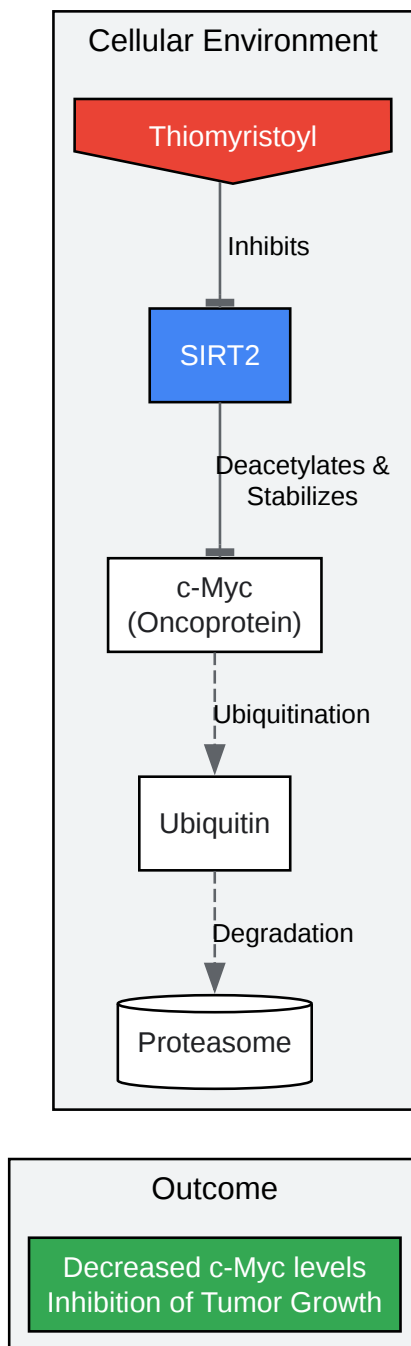 Cellular Environment
Thiomyristoyl
Inhibits
SIRT2
Deacetylates &
Stabilizes
c-Myc
(Oncoprotein)
Ubiquitination
Ubiquitin
Degradation
Proteasome
Outcome
Decreased c-Myc levels
Inhibition of Tumor Growth